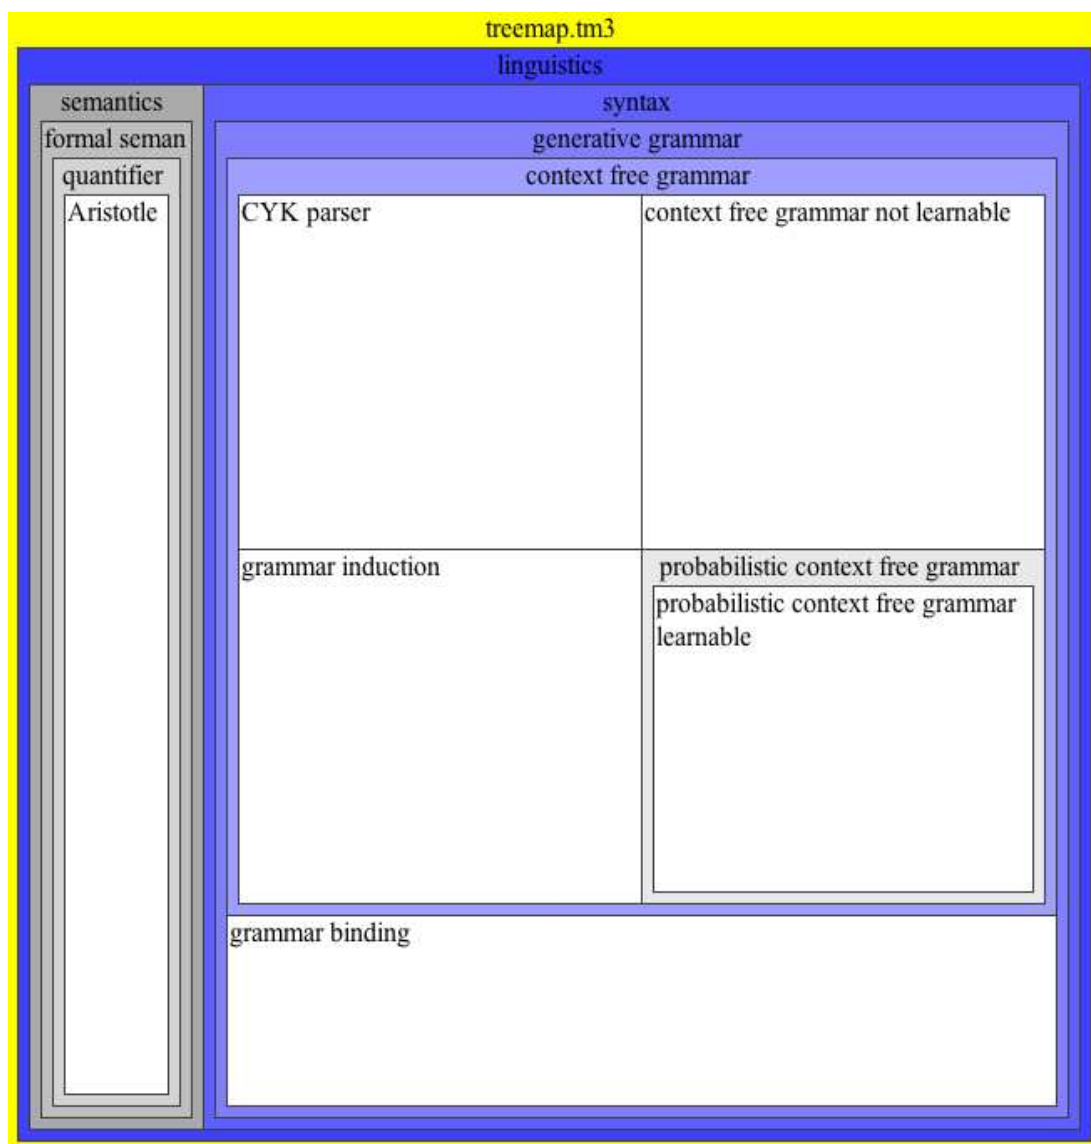 treemap.tm3
linguistics
semantics
syntax
formal seman
generative grammar
quantifier
context free grammar
Aristotle
CYK parser
context free grammar not learnable
grammar induction
probabilistic context free grammar
probabilistic context free grammar
learnable
grammar binding